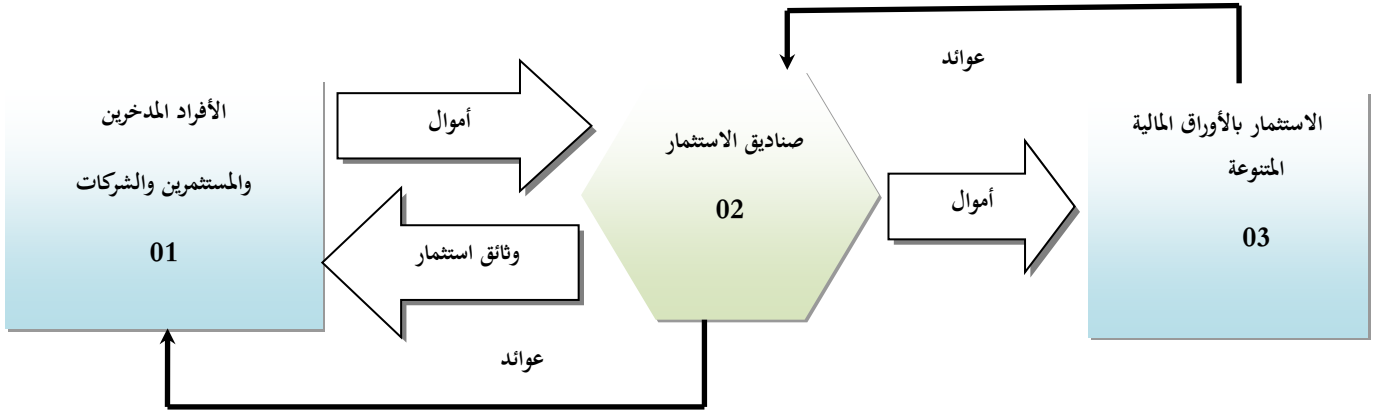 الأفراد المدخرين
والمستثمرين والشركات
01
أموال
وثائق استثمار
عوائد
صناديق الاستثمار
02
أموال
عوائد
الاستثمار بالأوراق المالية
المتنوعة
03